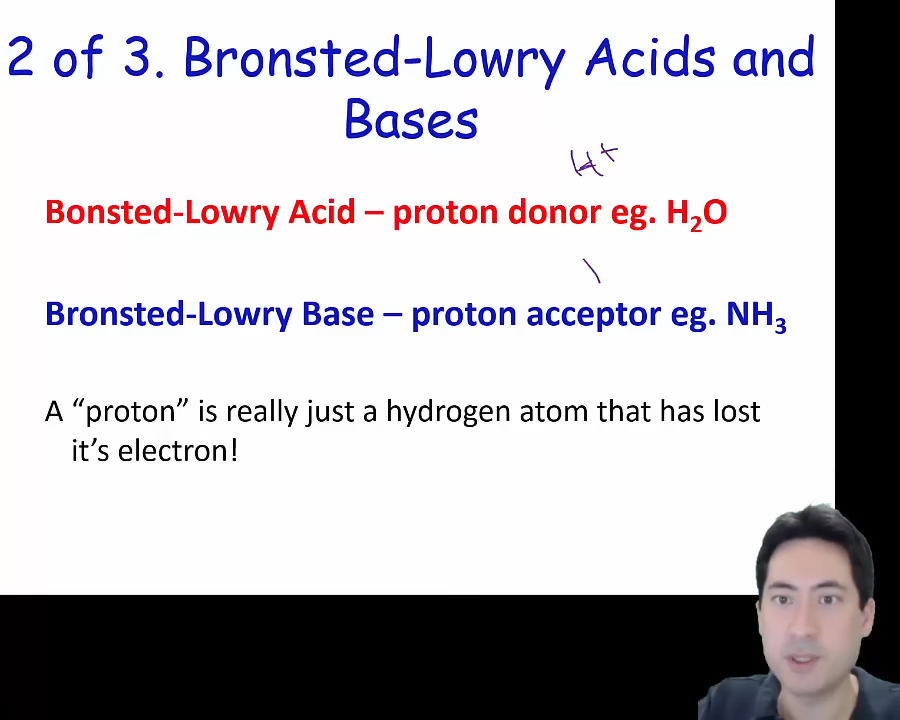 2 of 3. Bronsted-Lowry Acids and
Bases
H+
Bonsted-Lowry Acid – proton donor eg. H₂O
Bronsted-Lowry Base – proton acceptor eg. NH₃
A “proton” is really just a hydrogen atom that has lost
it’s electron!